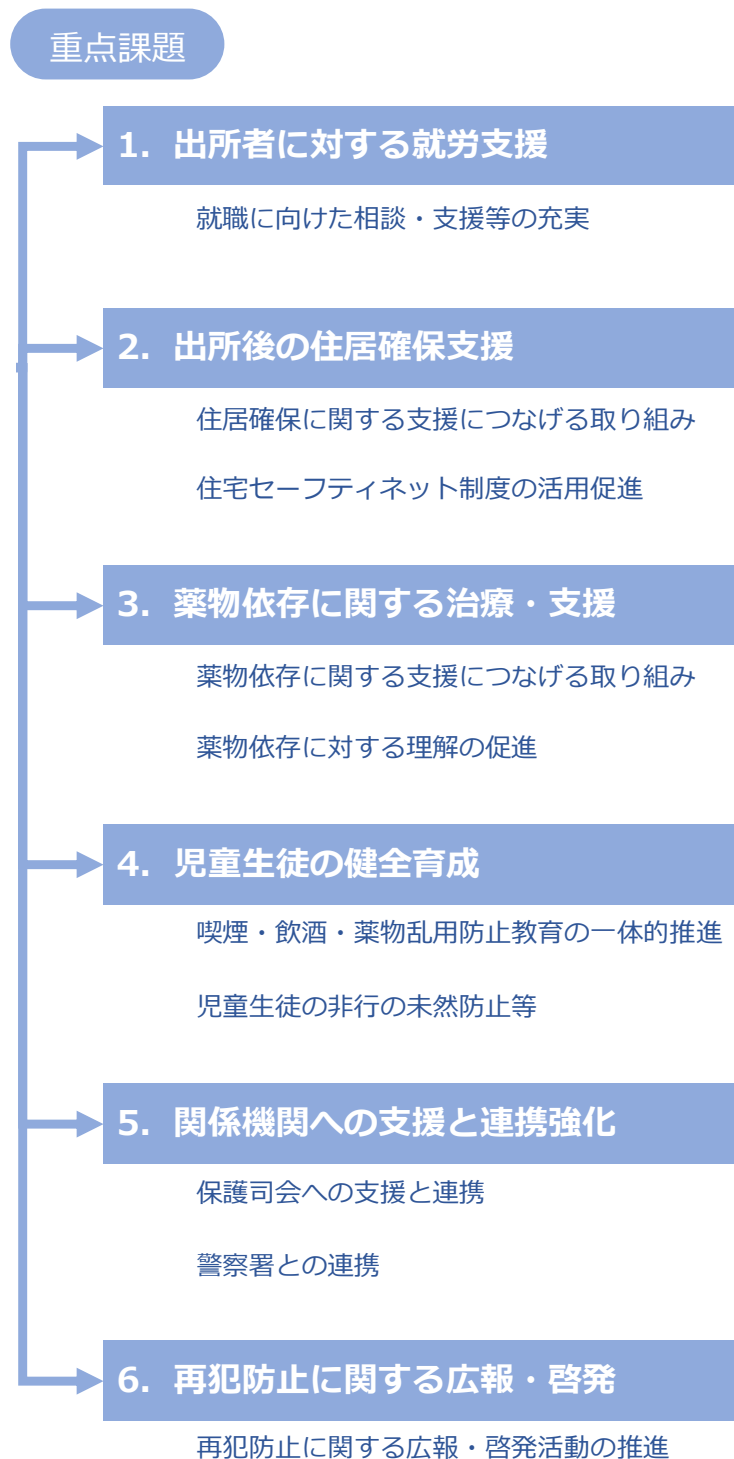 重点課題
1. 出所者に対する就労支援
就職に向けた相談・支援等の充実
2. 出所後の住居確保支援
住居確保に関する支援につなげる取り組み
住宅セーフティネット制度の活用促進
3. 薬物依存に関する治療・支援
薬物依存に関する支援につなげる取り組み
薬物依存に対する理解の促進
4. 児童生徒の健全育成
喫煙・飲酒・薬物乱用防止教育の一体的推進
児童生徒の非行の未然防止等
5. 関係機関への支援と連携強化
保護司会への支援と連携
警察署との連携
6. 再犯防止に関する広報・啓発
再犯防止に関する広報・啓発活動の推進